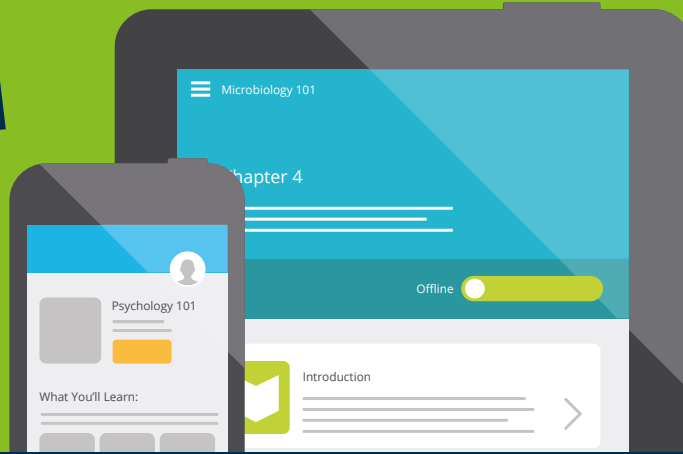 Microbiology 101
hapter 4
Offline
Introduction
Psychology 101
What You'll Learn: